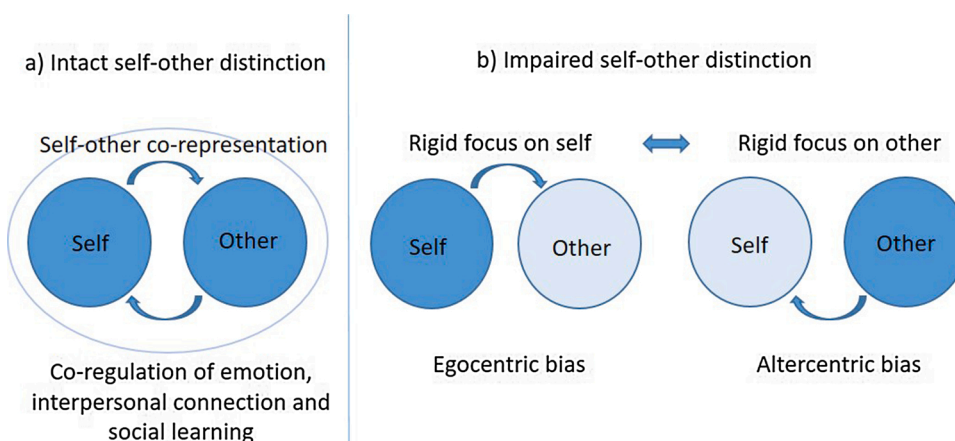 a) Intact self-other distinction
Self-other co-representation
Self
Other
Co-regulation of emotion,
interpersonal connection and
social learning
b) Impaired self-other distinction
Rigid focus on self
Rigid focus on other
Self
Other
Self
Other
Egocentric bias
Altercentric bias